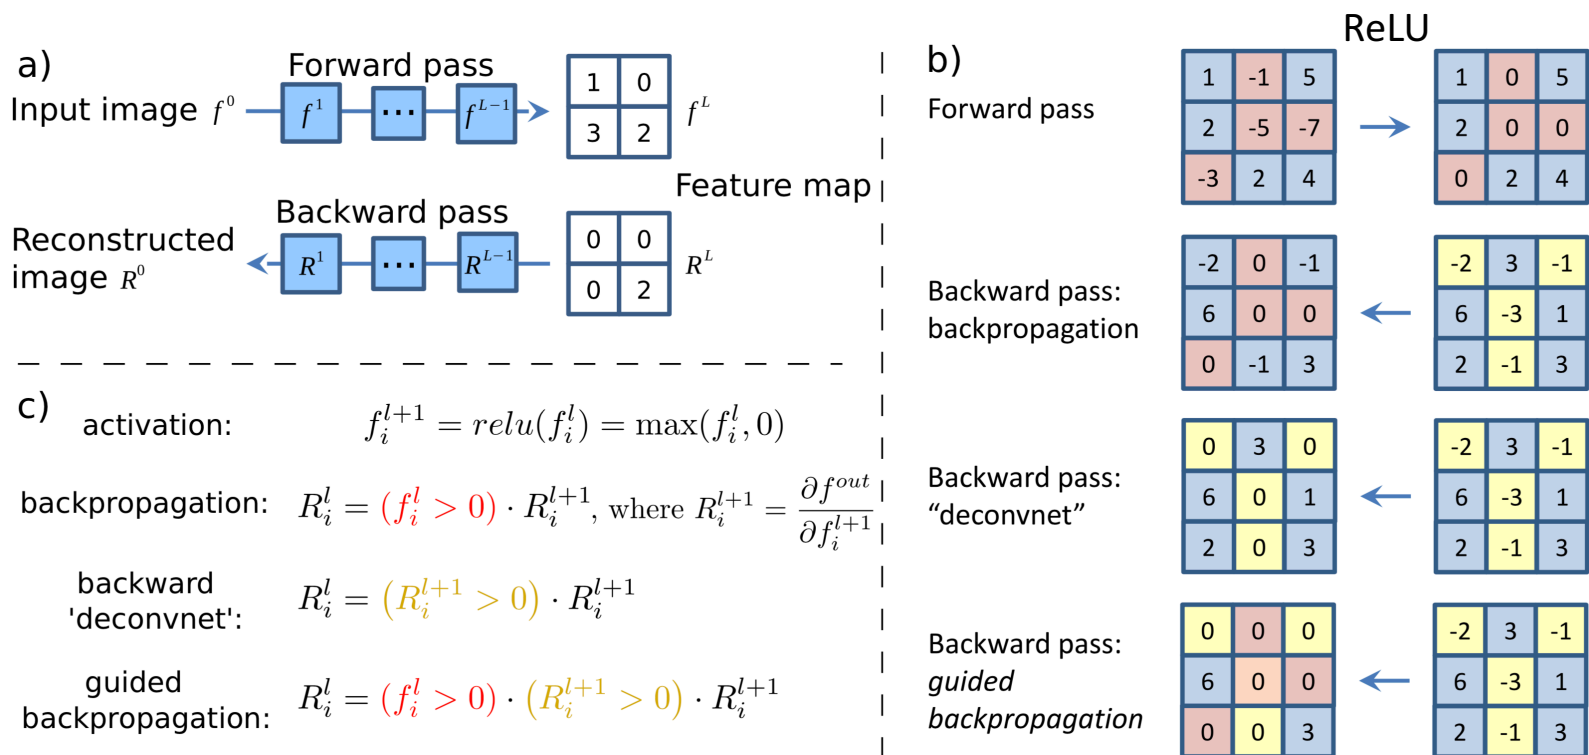 a)
Forward pass
Input image f^0
f^1
...
f^{L-1}
1 0
3 2
f^L
Feature map
Backward pass
Reconstructed
image R^0
R^1
...
R^{L-1}
0 0
0 2
R^L
c)
activation: f_i^{l+1} = relu(f_i^l) = max(f_i^l, 0)
backpropagation: R_i^l = (f_i^l > 0) · R_i^{l+1}, where R_i^{l+1} = ∂f^{out} / ∂f_i^{l+1}
backward
'deconvnet': R_i^l = (R_i^{l+1} > 0) · R_i^{l+1}
guided
backpropagation: R_i^l = (f_i^l > 0) · (R_i^{l+1} > 0) · R_i^{l+1}
b)
ReLU
Forward pass
1 -1 5
2 -5 -7
-3 2 4
1 0 5
2 0 0
0 2 4
Backward pass:
backpropagation
-2 0 -1
6 0 0
0 -1 3
-2 3 -1
6 -3 1
2 -1 3
Backward pass:
“deconvnet”
0 3 0
6 0 1
2 0 3
-2 3 -1
6 -3 1
2 -1 3
Backward pass:
guided
backpropagation
0 0 0
6 0 0
0 0 3
-2 3 -1
6 -3 1
2 -1 3